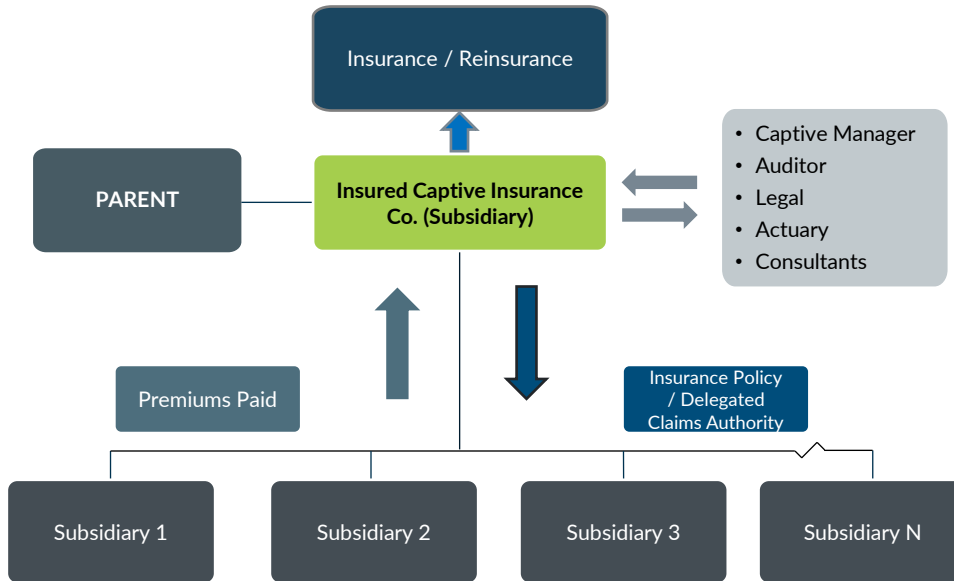 Insurance / Reinsurance
PARENT
Insured Captive Insurance
Co. (Subsidiary)
• Captive Manager
• Auditor
• Legal
• Actuary
• Consultants
Premiums Paid
Insurance Policy
/ Delegated
Claims Authority
Subsidiary 1
Subsidiary 2
Subsidiary 3
Subsidiary N